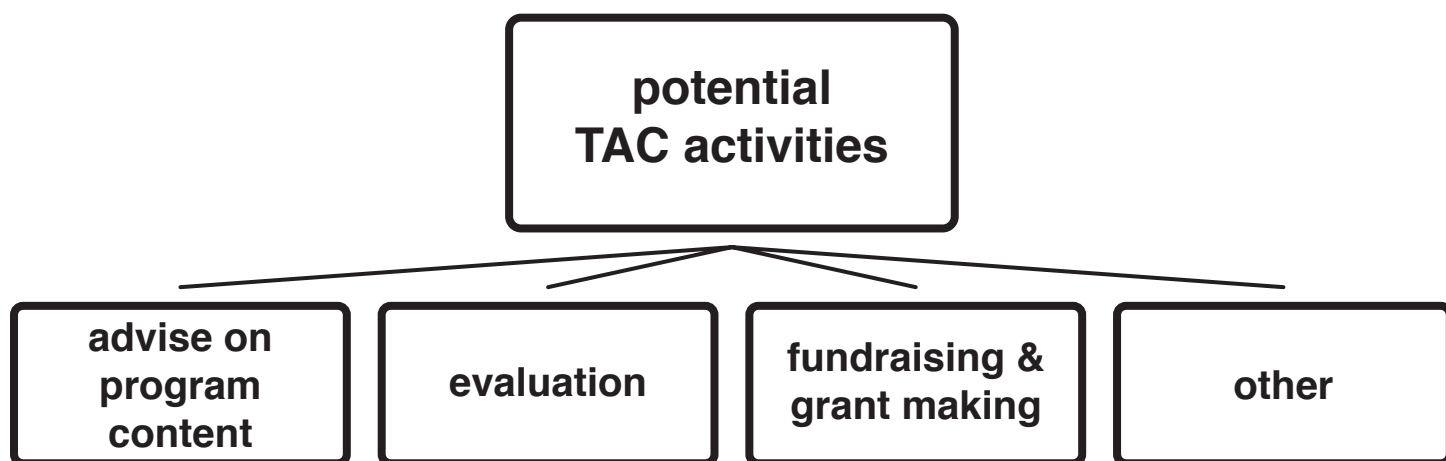 potential
TAC activities
advise on
program
content
evaluation
fundraising &
grant making
other